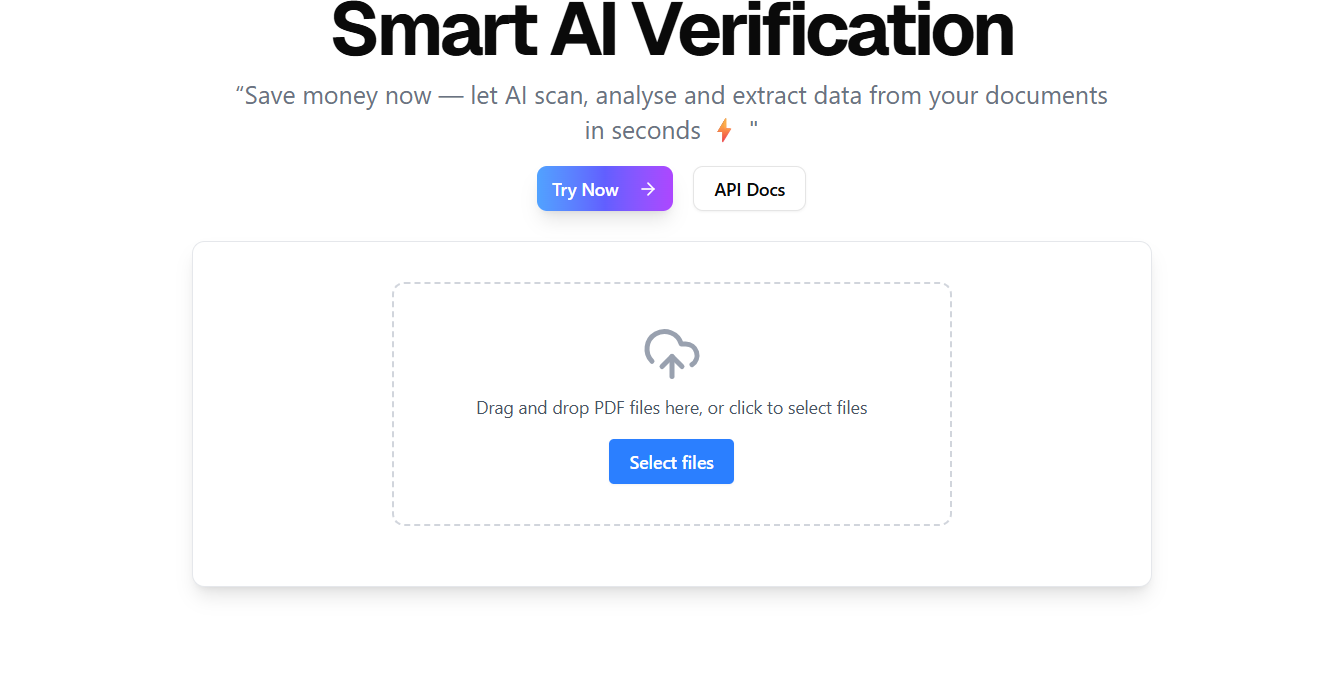 Smart AI Verification
“Save money now — let AI scan, analyse and extract data from your documents
in seconds ⚡ "
Try Now →
API Docs
Drag and drop PDF files here, or click to select files
Select files